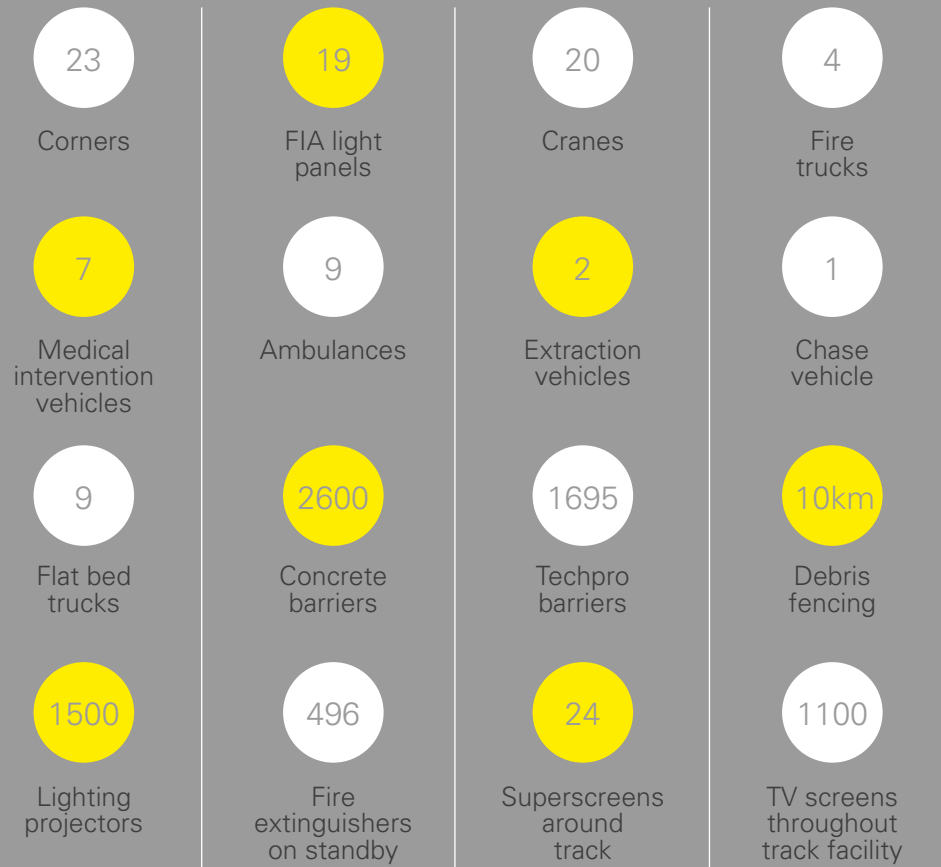 23
Corners
19
FIA light
panels
20
Cranes
4
Fire
trucks
7
Medical
intervention
vehicles
9
Ambulances
2
Extraction
vehicles
1
Chase
vehicle
9
Flat bed
trucks
2600
Concrete
barriers
1695
Techpro
barriers
10km
Debris
fencing
1500
Lighting
projectors
496
Fire
extinguishers
on standby
24
Superscreens
around
track
1100
TV screens
throughout
track facility